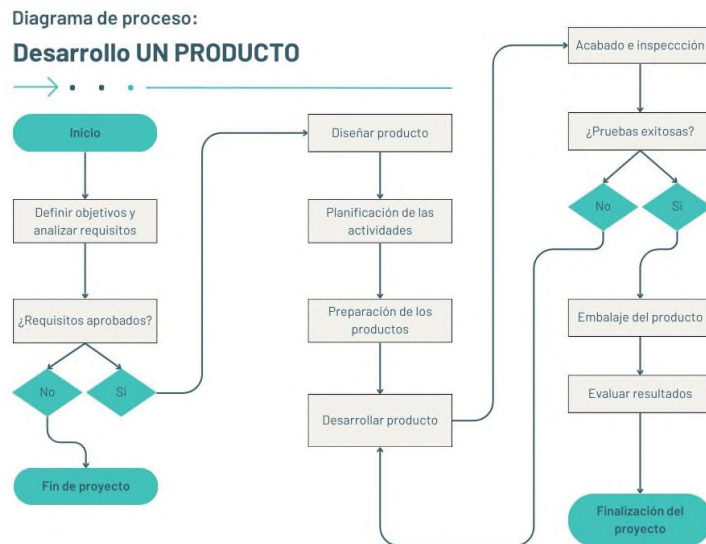 Diagrama de proceso:
Desarrollo UN PRODUCTO
Inicio
Definir objetivos y
analizar requisitos
¿Requisitos aprobados?
No
Sí
Fin de proyecto
Diseñar producto
Planificación de las
actividades
Preparación de los
productos
Desarrollar producto
Acabado e inspeccción
¿Pruebas exitosas?
No
Si
Embalaje del producto
Evaluar resultados
Finalización del
proyecto